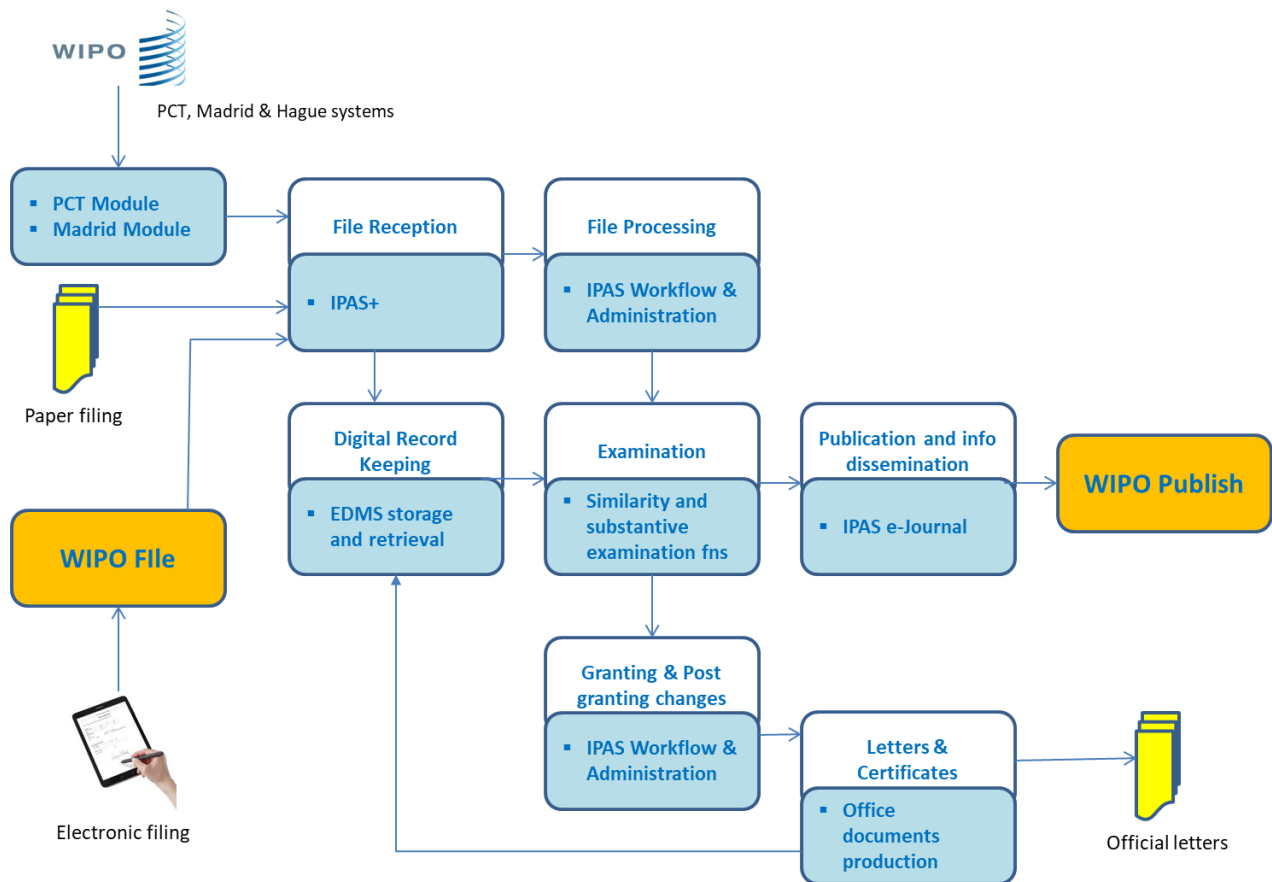 WIPO
PCT, Madrid & Hague systems
▪ PCT Module
▪ Madrid Module
File Reception
▪ IPAS+
File Processing
▪ IPAS Workflow &
Administration
Paper filing
Digital Record
Keeping
▪ EDMS storage
and retrieval
Examination
▪ Similarity and
substantive
examination fns
Publication and info
dissemination
▪ IPAS e-Journal
WIPO Publish
WIPO FIle
Granting & Post
granting changes
▪ IPAS Workflow &
Administration
Letters &
Certificates
▪ Office
documents
production
Electronic filing
Official letters